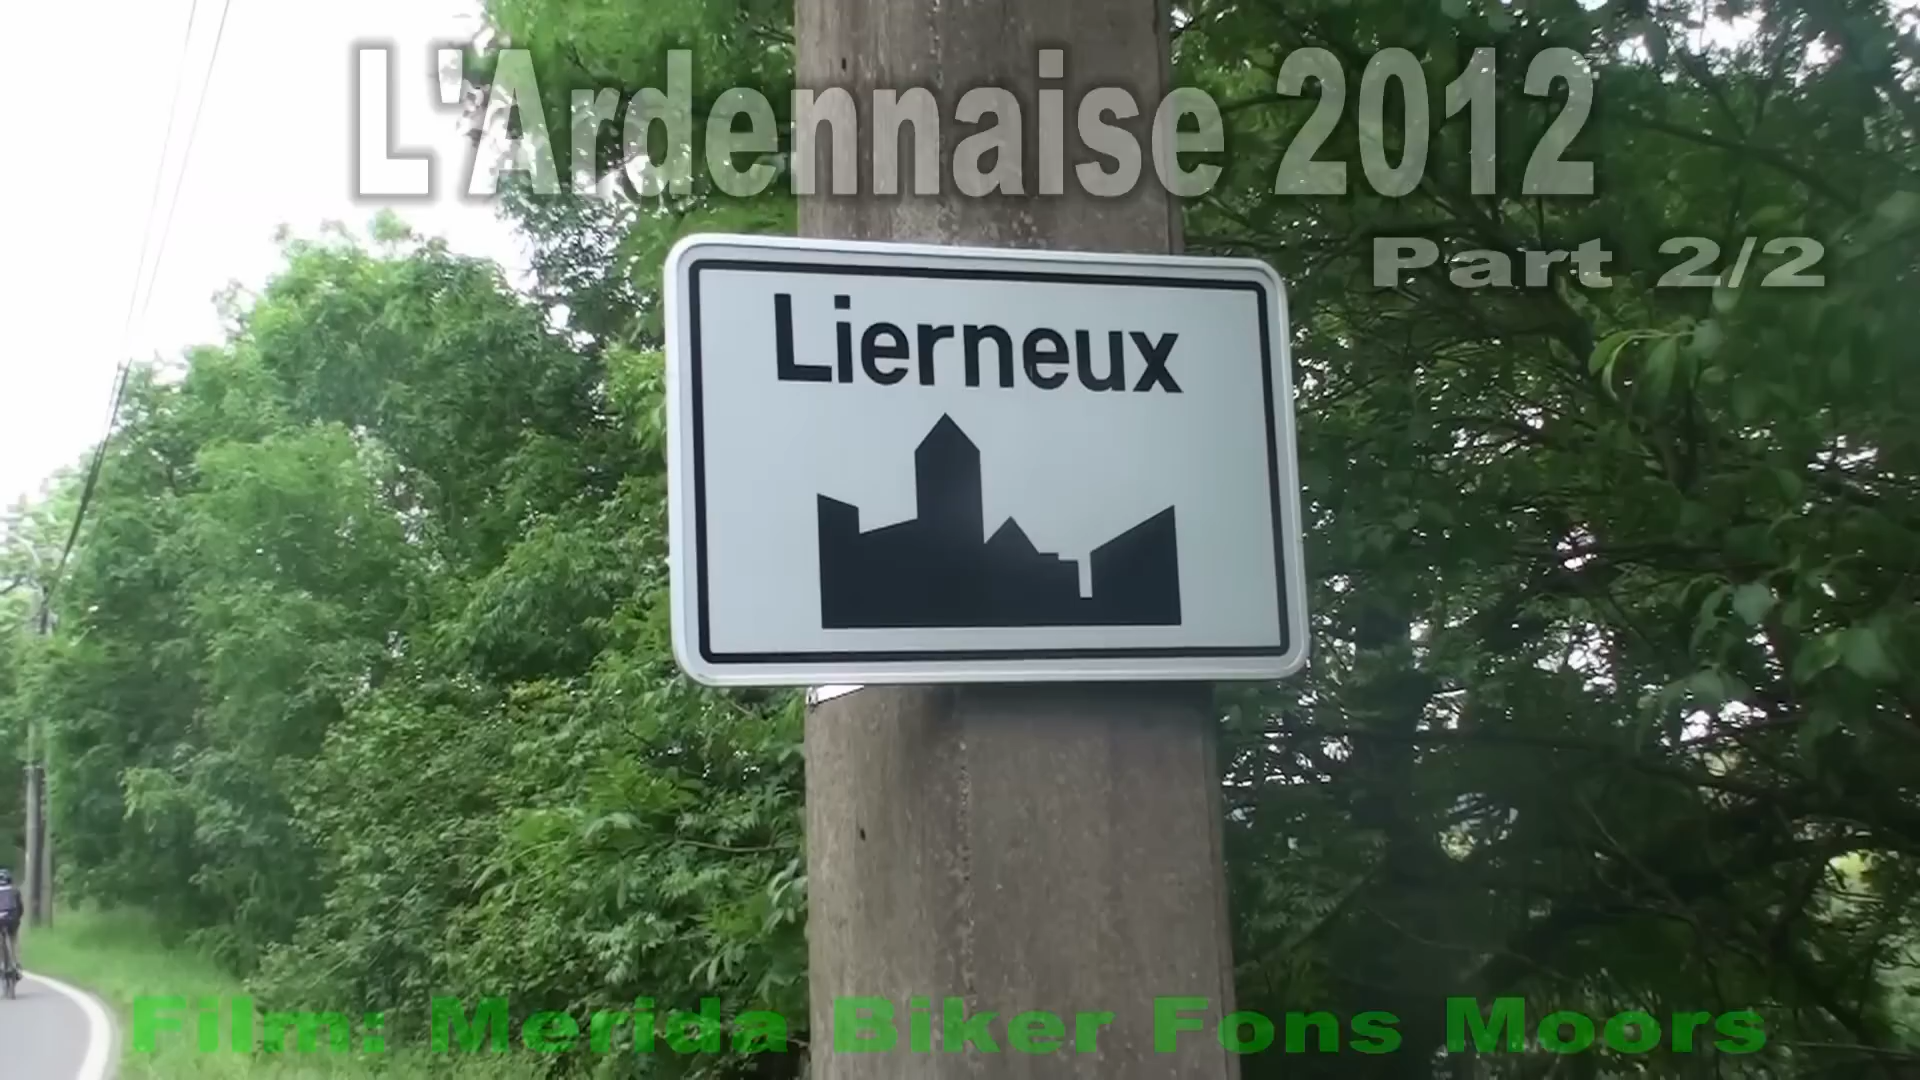 L'Ardennaise 2012
Part 2/2
Lierneux
Film: Merida Biker Fons Moors